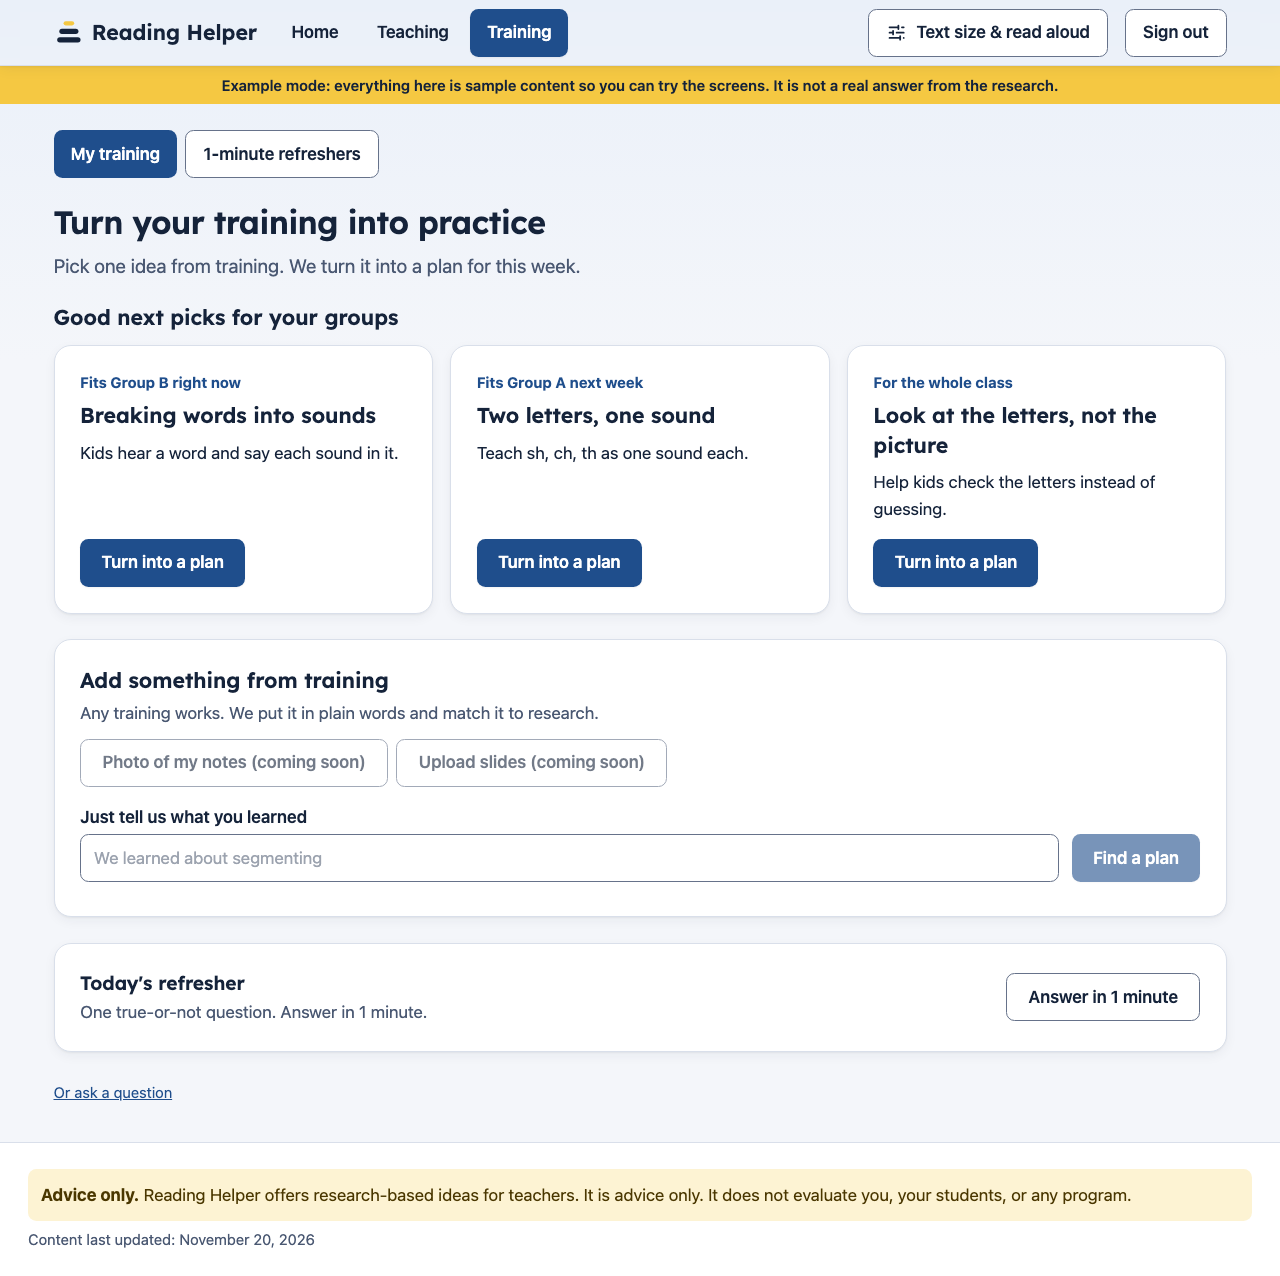 Reading Helper
Home
Teaching
Training
Text size & read aloud
Sign out
Example mode: everything here is sample content so you can try the screens. It is not a real answer from the research.
My training
1-minute refreshers
Turn your training into practice
Pick one idea from training. We turn it into a plan for this week.
Good next picks for your groups
Fits Group B right now
Breaking words into sounds
Kids hear a word and say each sound in it.
Turn into a plan
Fits Group A next week
Two letters, one sound
Teach sh, ch, th as one sound each.
Turn into a plan
For the whole class
Look at the letters, not the
picture
Help kids check the letters instead of
guessing.
Turn into a plan
Add something from training
Any training works. We put it in plain words and match it to research.
Photo of my notes (coming soon)
Upload slides (coming soon)
Just tell us what you learned
We learned about segmenting
Find a plan
Today's refresher
One true-or-not question. Answer in 1 minute.
Answer in 1 minute
Or ask a question
Advice only. Reading Helper offers research-based ideas for teachers. It is advice only. It does not evaluate you, your students, or any program.
Content last updated: November 20, 2026